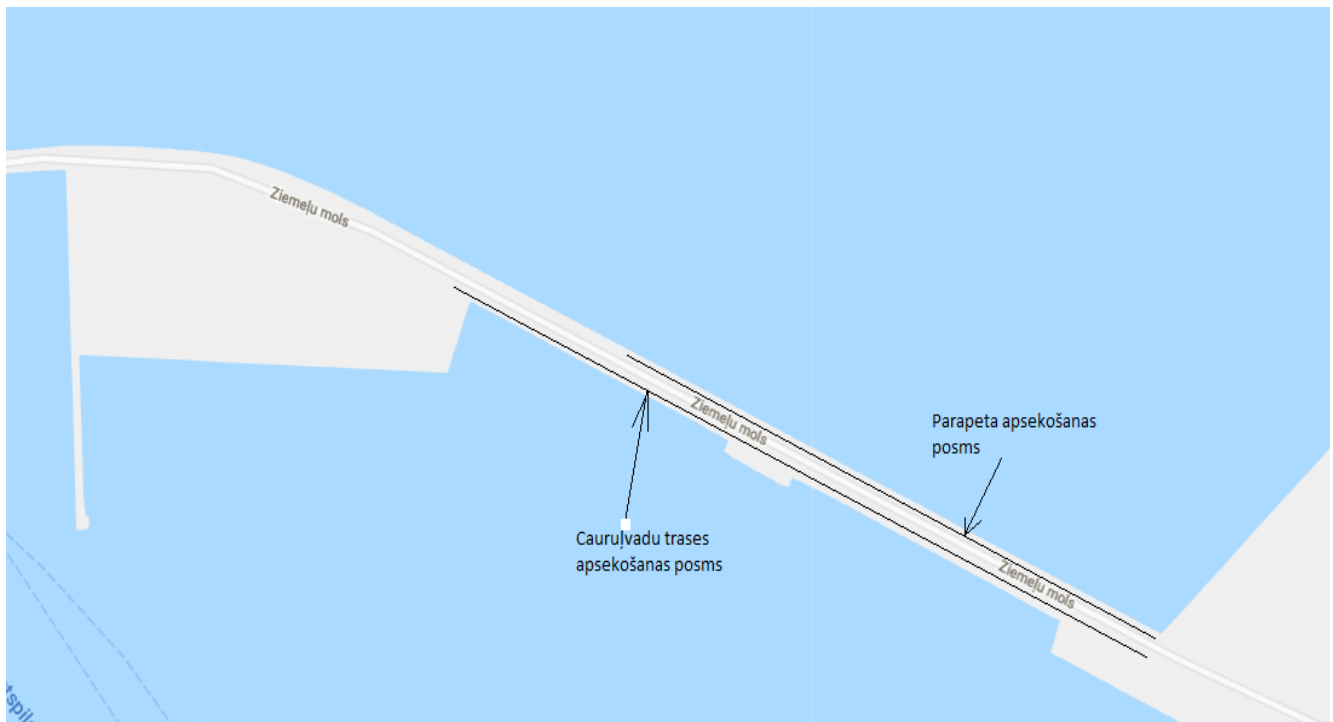 Ziemeļu mols
Ziemeļu mols
Parapeta apsekošanas
posms
Cauruļvadu trases
apsekošanas posms
Ziemeļu mols